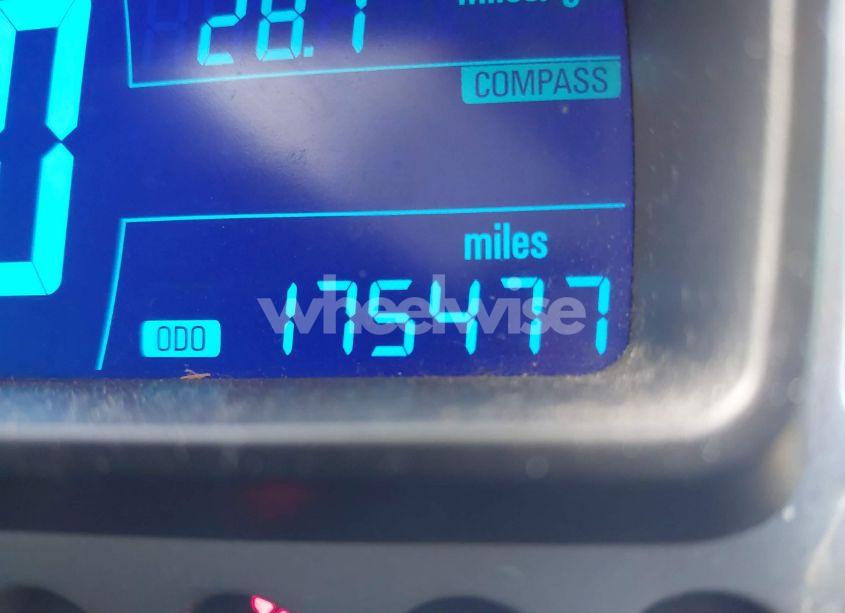 28.1
COMPASS
miles
ODO 175477
wheelwise